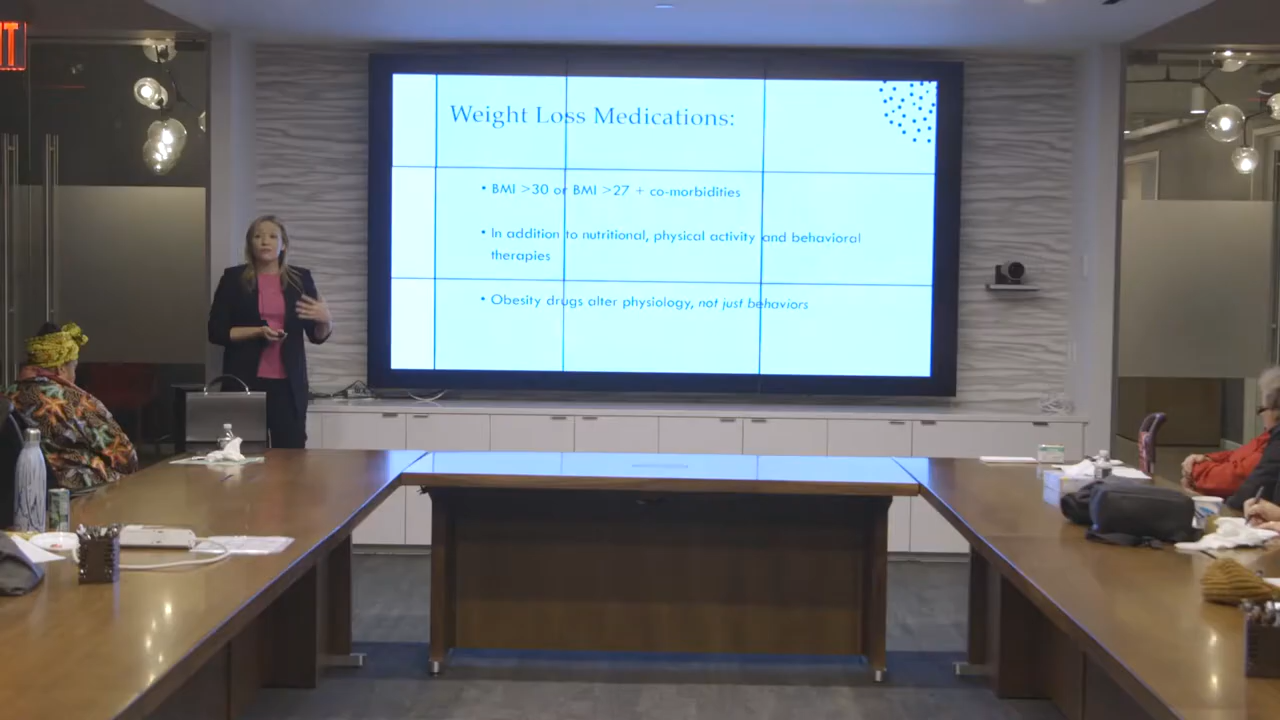 IT
Weight Loss Medications:
• BMI >30 or BMI >27 + co-morbidities
• In addition to nutritional, physical activity and behavioral
therapies
• Obesity drugs alter physiology, not just behaviors